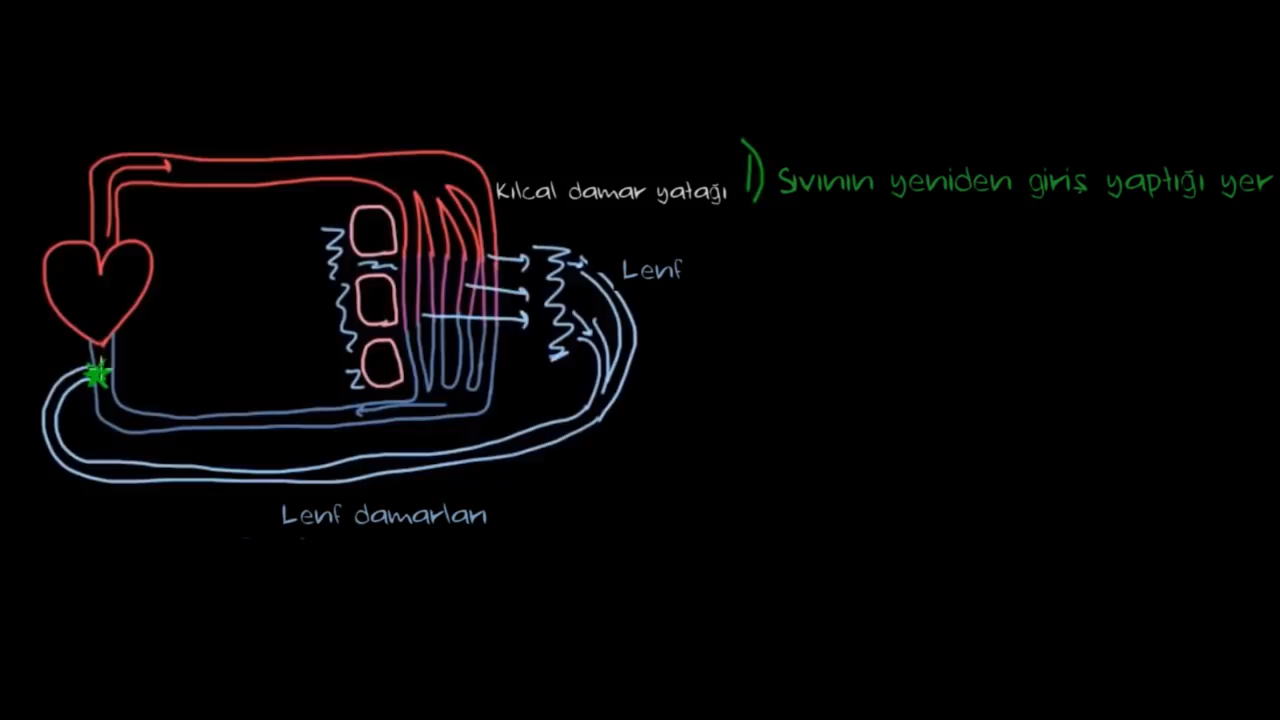 Kılcal damar yatağı
1) Sıvının yeniden giriş yaptığı yer
Lenf
Lenf damarları